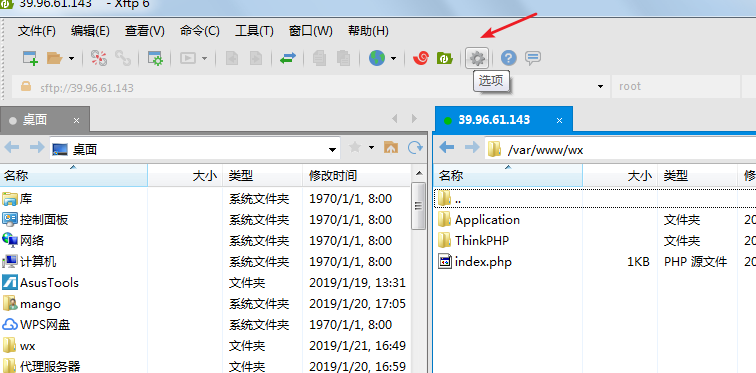 39.96.61.143 - Xftp 6
文件(F) 编辑(E) 查看(V) 命令(C) 工具(T) 窗口(W) 帮助(H)
选项
sftp://39.96.61.143 root
桌面 × 39.96.61.143 ×
桌面 /var/www/wx
名称 大小 类型 修改时间 名称 大小 类型 修
库 系统文件夹 1970/1/1, 8:00 ..
控制面板 系统文件夹 1970/1/1, 8:00 Application 文件夹 20
网络 系统文件夹 1970/1/1, 8:00 ThinkPHP 文件夹 20
计算机 系统文件夹 1970/1/1, 8:00 index.php 1KB PHP 源文件 20
AsusTools 文件夹 2019/1/19, 13:31
mango 系统文件夹 2019/1/20, 17:05
WPS网盘 系统文件夹 1970/1/1, 8:00
wx 文件夹 2019/1/21, 16:49
代理服务器 文件夹 2019/1/20, 16:59